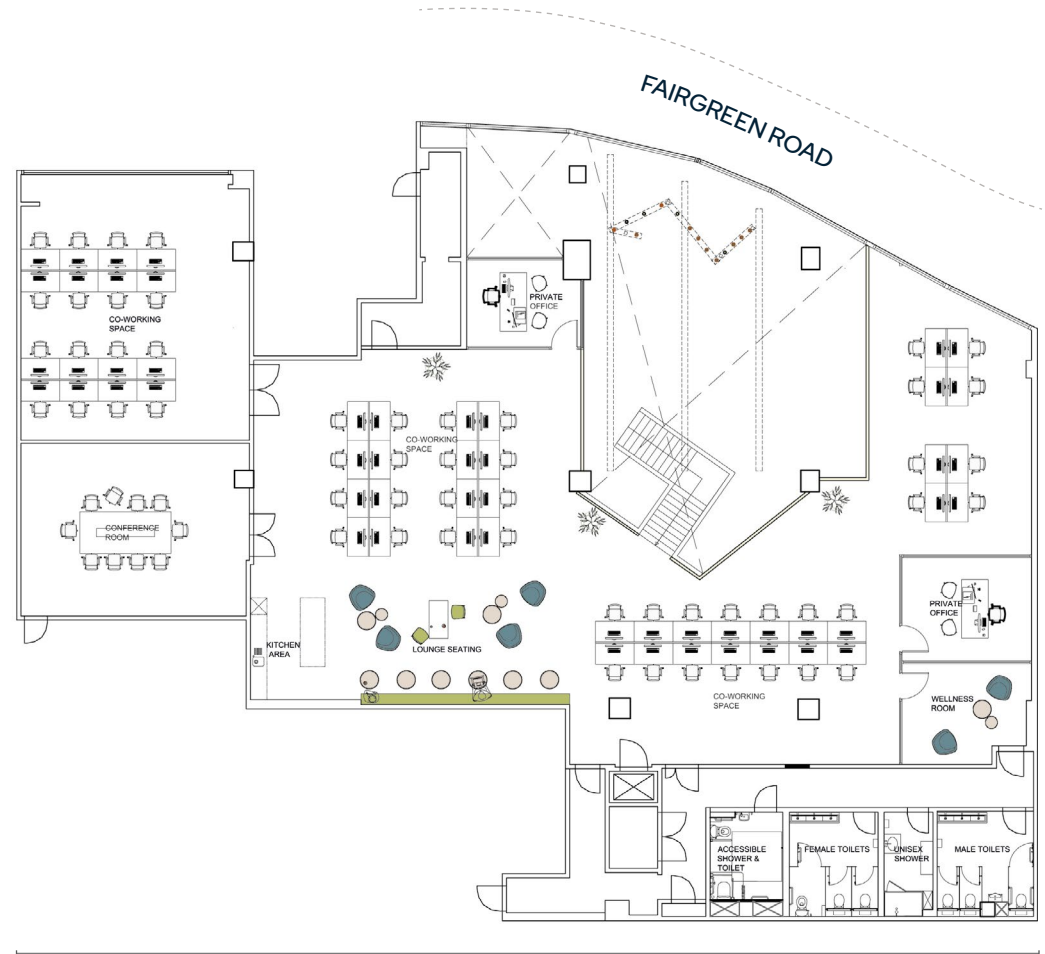 FAIRGREEN ROAD
PRIVATE
OFFICE
CO-WORKING
SPACE
CO-WORKING
SPACE
CONFERENCE
ROOM
PRIVATE
OFFICE
KITCHEN
AREA
LOUNGE SEATING
CO-WORKING
SPACE
WELLNESS
ROOM
ACCESSIBLE
SHOWER &
TOILET
FEMALE TOILETS
UNISEX
SHOWER
MALE TOILETS